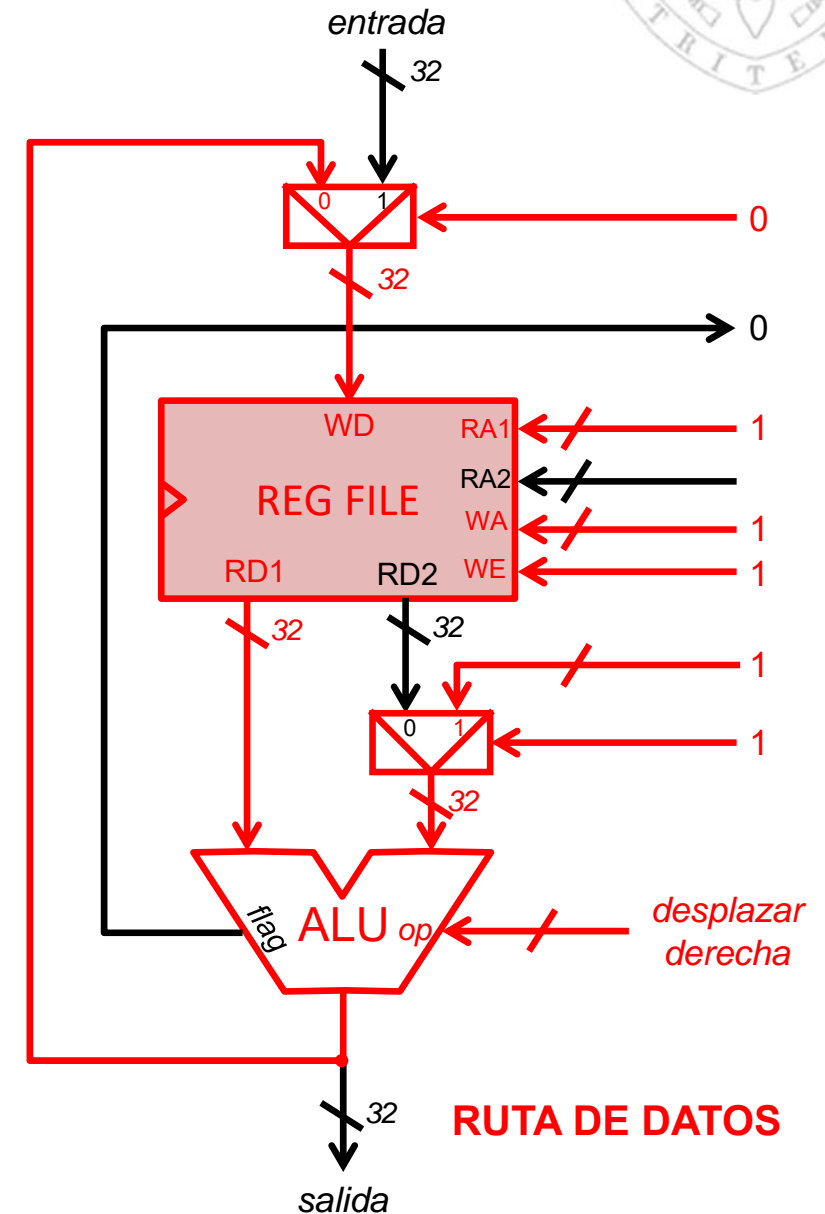 entrada
32
T R I T E
0 1
0
32
0
WD
RA1
1
RA2
REG FILE
WA
1
RD1
RD2
WE
1
32
32
1
0 1
1
32
flag
ALU op
desplazar
derecha
32
RUTA DE DATOS
salida